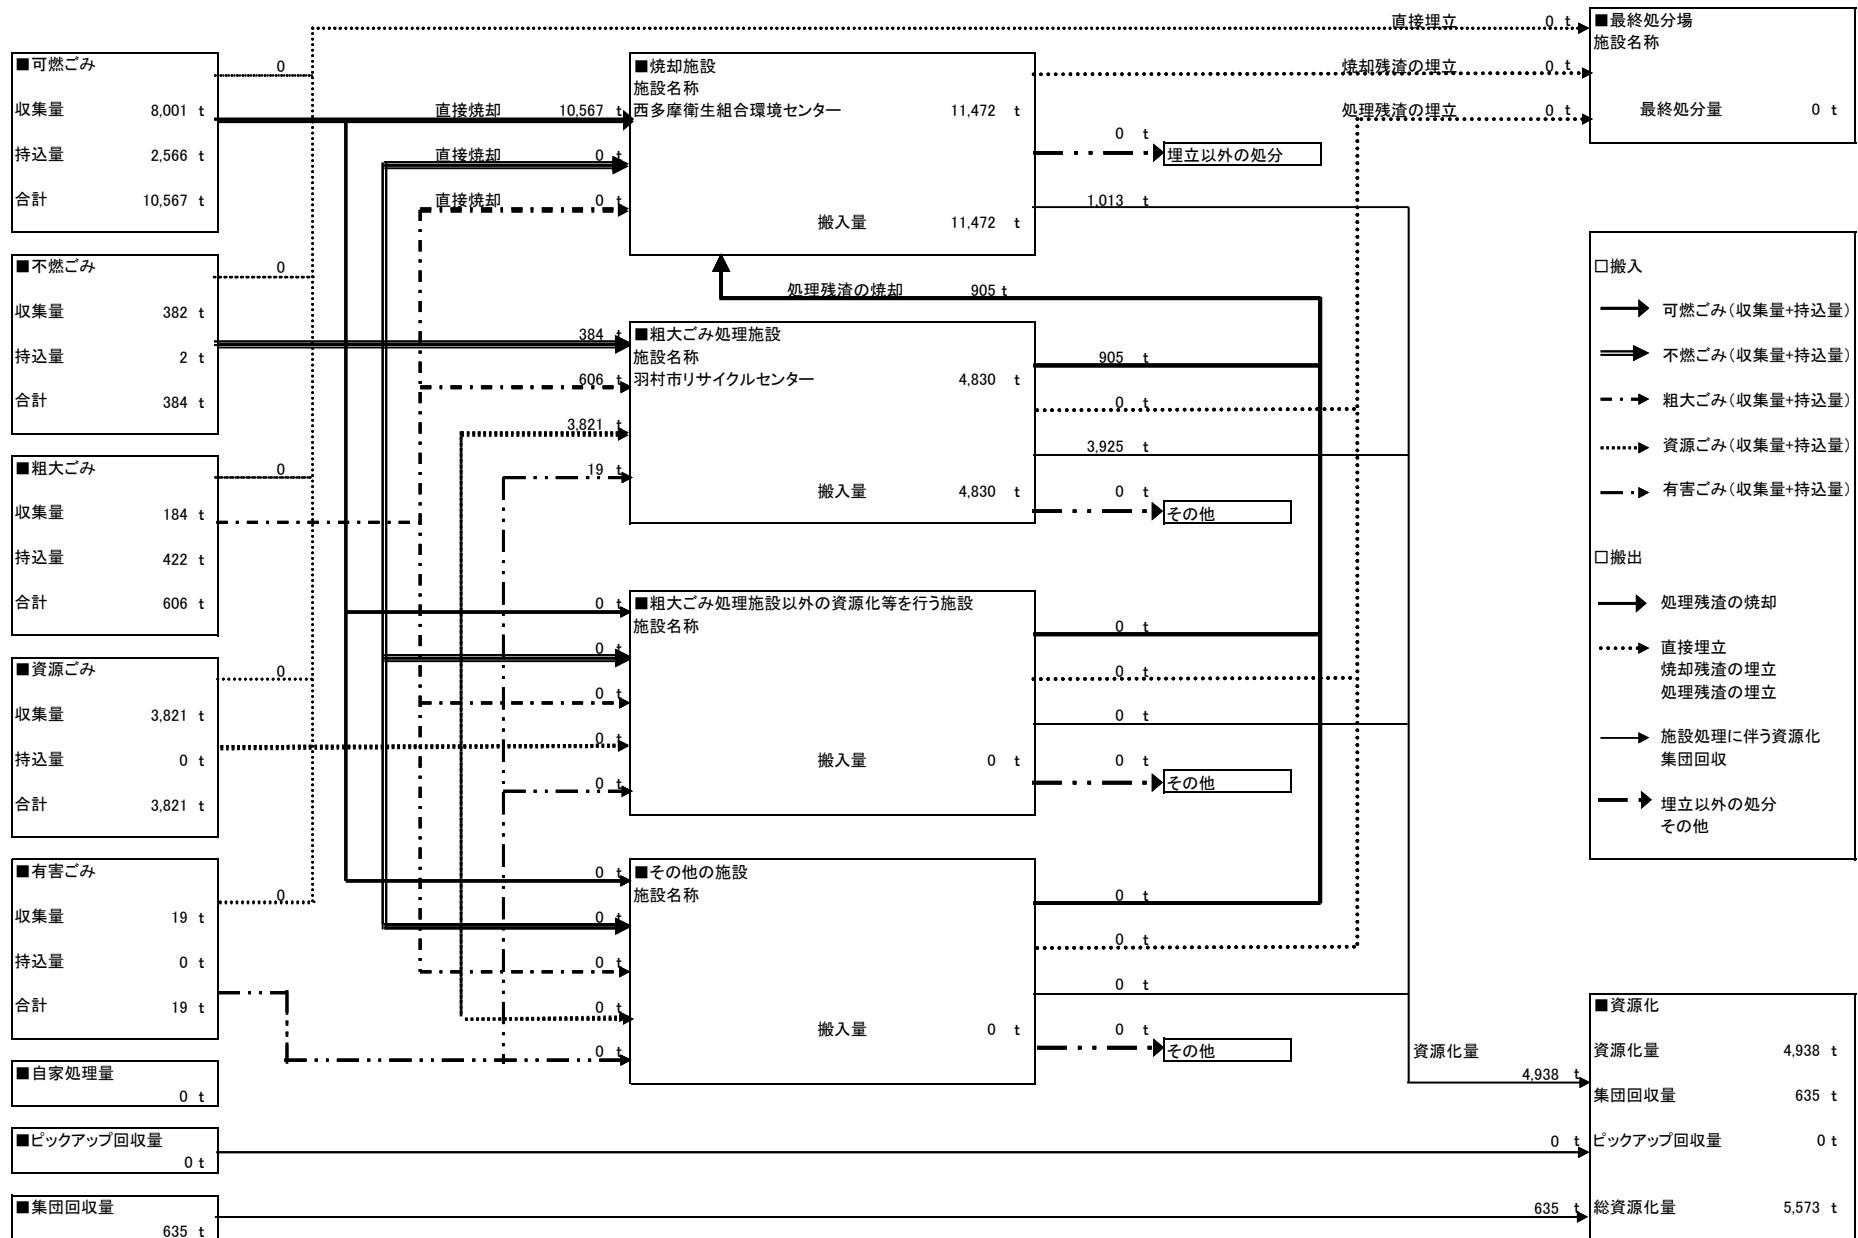 ■可燃ごみ
収集量 8,001 t
持込量 2,566 t
合計 10,567 t
■不燃ごみ
収集量 382 t
持込量 2 t
合計 384 t
■粗大ごみ
収集量 184 t
持込量 422 t
合計 606 t
■資源ごみ
収集量 3,821 t
持込量 0 t
合計 3,821 t
■有害ごみ
収集量 19 t
持込量 0 t
合計 19 t
■自家処理量
0 t
■ピックアップ回収量
0 t
■集団回収量
635 t
0
0
0
0
0
直接焼却 10,567 t
直接焼却 0 t
直接焼却 0 t
■焼却施設
施設名称
西多摩衛生組合環境センター 11,472 t
搬入量 11,472 t
0 t
埋立以外の処分
1,013 t
処理残渣の焼却 905 t
384 t
606 t
3,821 t
19 t
■粗大ごみ処理施設
施設名称
羽村市リサイクルセンター 4,830 t
搬入量 4,830 t
905 t
0 t
3,925 t
0 t
その他
0 t
0 t
0 t
0 t
0 t
■粗大ごみ処理施設以外の資源化等を行う施設
施設名称
搬入量 0 t
0 t
0 t
0 t
0 t
その他
0 t
0 t
0 t
0 t
0 t
■その他の施設
施設名称
搬入量 0 t
0 t
0 t
0 t
0 t
その他
直接埋立 0 t
焼却残渣の埋立 0 t
処理残渣の埋立 0 t
■最終処分場
施設名称
最終処分量 0 t
□搬入
可燃ごみ(収集量+持込量)
不燃ごみ(収集量+持込量)
粗大ごみ(収集量+持込量)
資源ごみ(収集量+持込量)
有害ごみ(収集量+持込量)
□搬出
処理残渣の焼却
直接埋立
焼却残渣の埋立
処理残渣の埋立
施設処理に伴う資源化
集団回収
埋立以外の処分
その他
資源化量
4,938 t
0 t
635 t
■資源化
資源化量 4,938 t
集団回収量 635 t
ピックアップ回収量 0 t
総資源化量 5,573 t